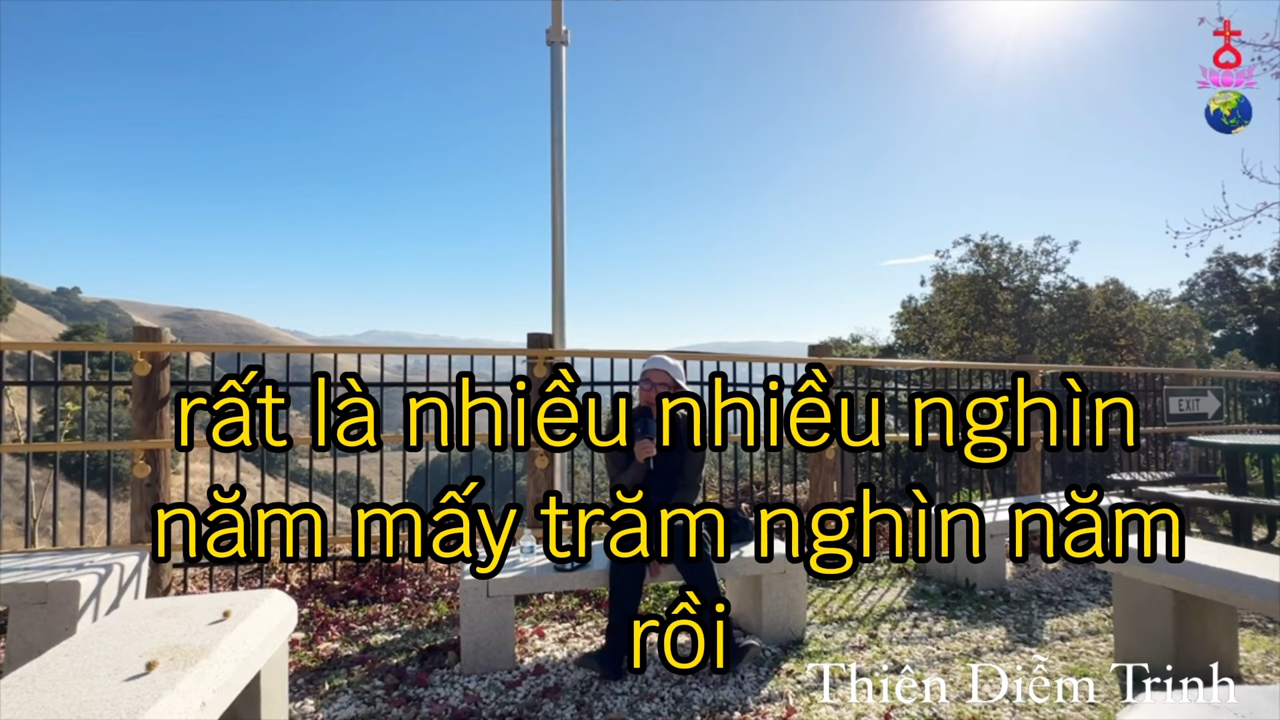 EXIT
rất là nhiều nhiều nghìn
năm mấy trăm nghìn năm
rồi
Thiên Diễm Trinh